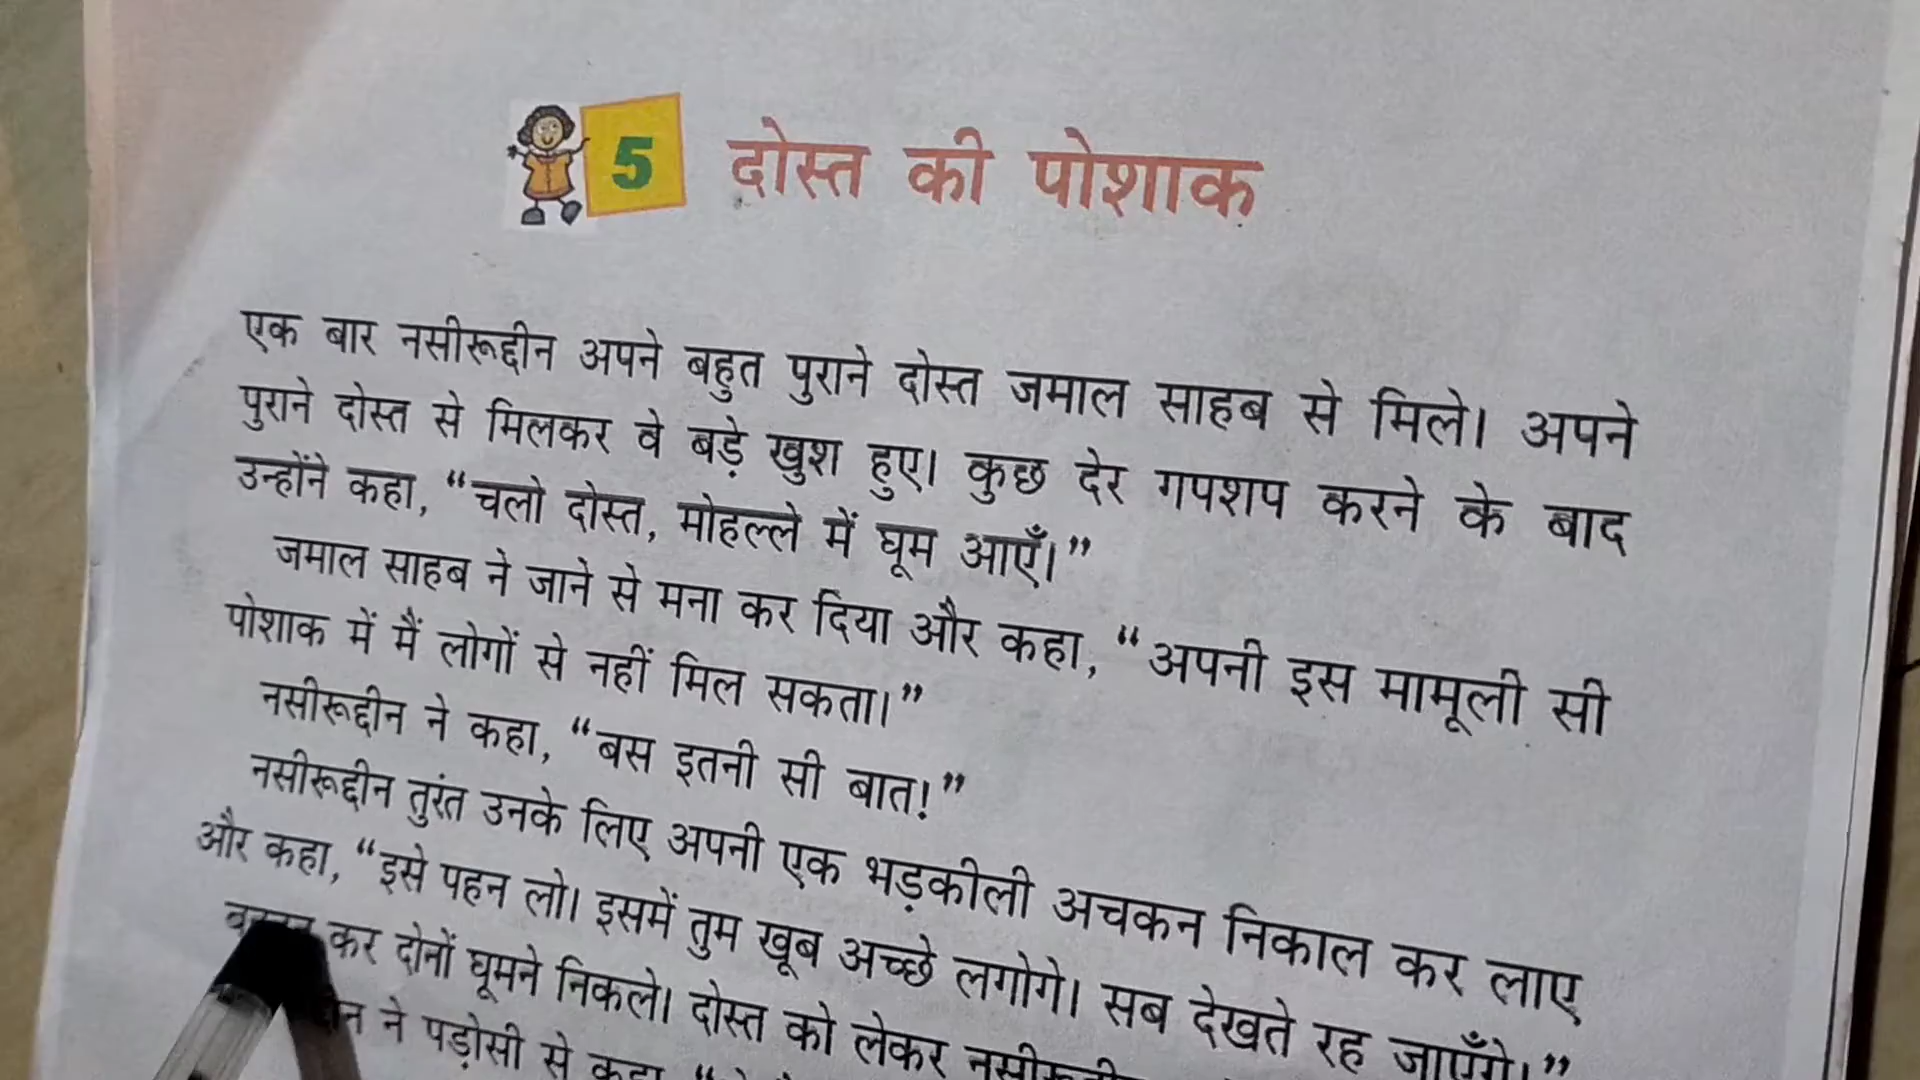 5 दोस्त की पोशाक
एक बार नसीरूद्दीन अपने बहुत पुराने दोस्त जमाल साहब से मिले। अपने
पुराने दोस्त से मिलकर वे बड़े खुश हुए। कुछ देर गपशप करने के बाद
उन्होंने कहा, “चलो दोस्त, मोहल्ले में घूम आएँ।”
जमाल साहब ने जाने से मना कर दिया और कहा, “अपनी इस मामूली सी
पोशाक में मैं लोगों से नहीं मिल सकता।”
नसीरूद्दीन ने कहा, “बस इतनी सी बात!”
नसीरूद्दीन तुरंत उनके लिए अपनी एक भड़कीली अचकन निकाल कर लाए
और कहा, “इसे पहन लो। इसमें तुम खूब अच्छे लगोगे। सब देखते रह जाएँगे।”
कर दोनों घूमने निकले। दोस्त को लेकर
ने पड़ोसी से कहा,